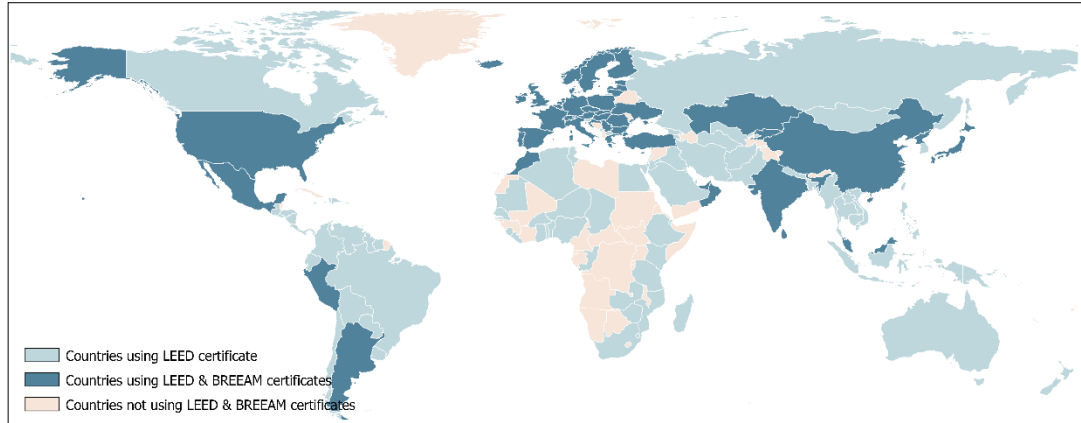 Countries using LEED certificate
Countries using LEED & BREEAM certificates
Countries not using LEED & BREEAM certificates